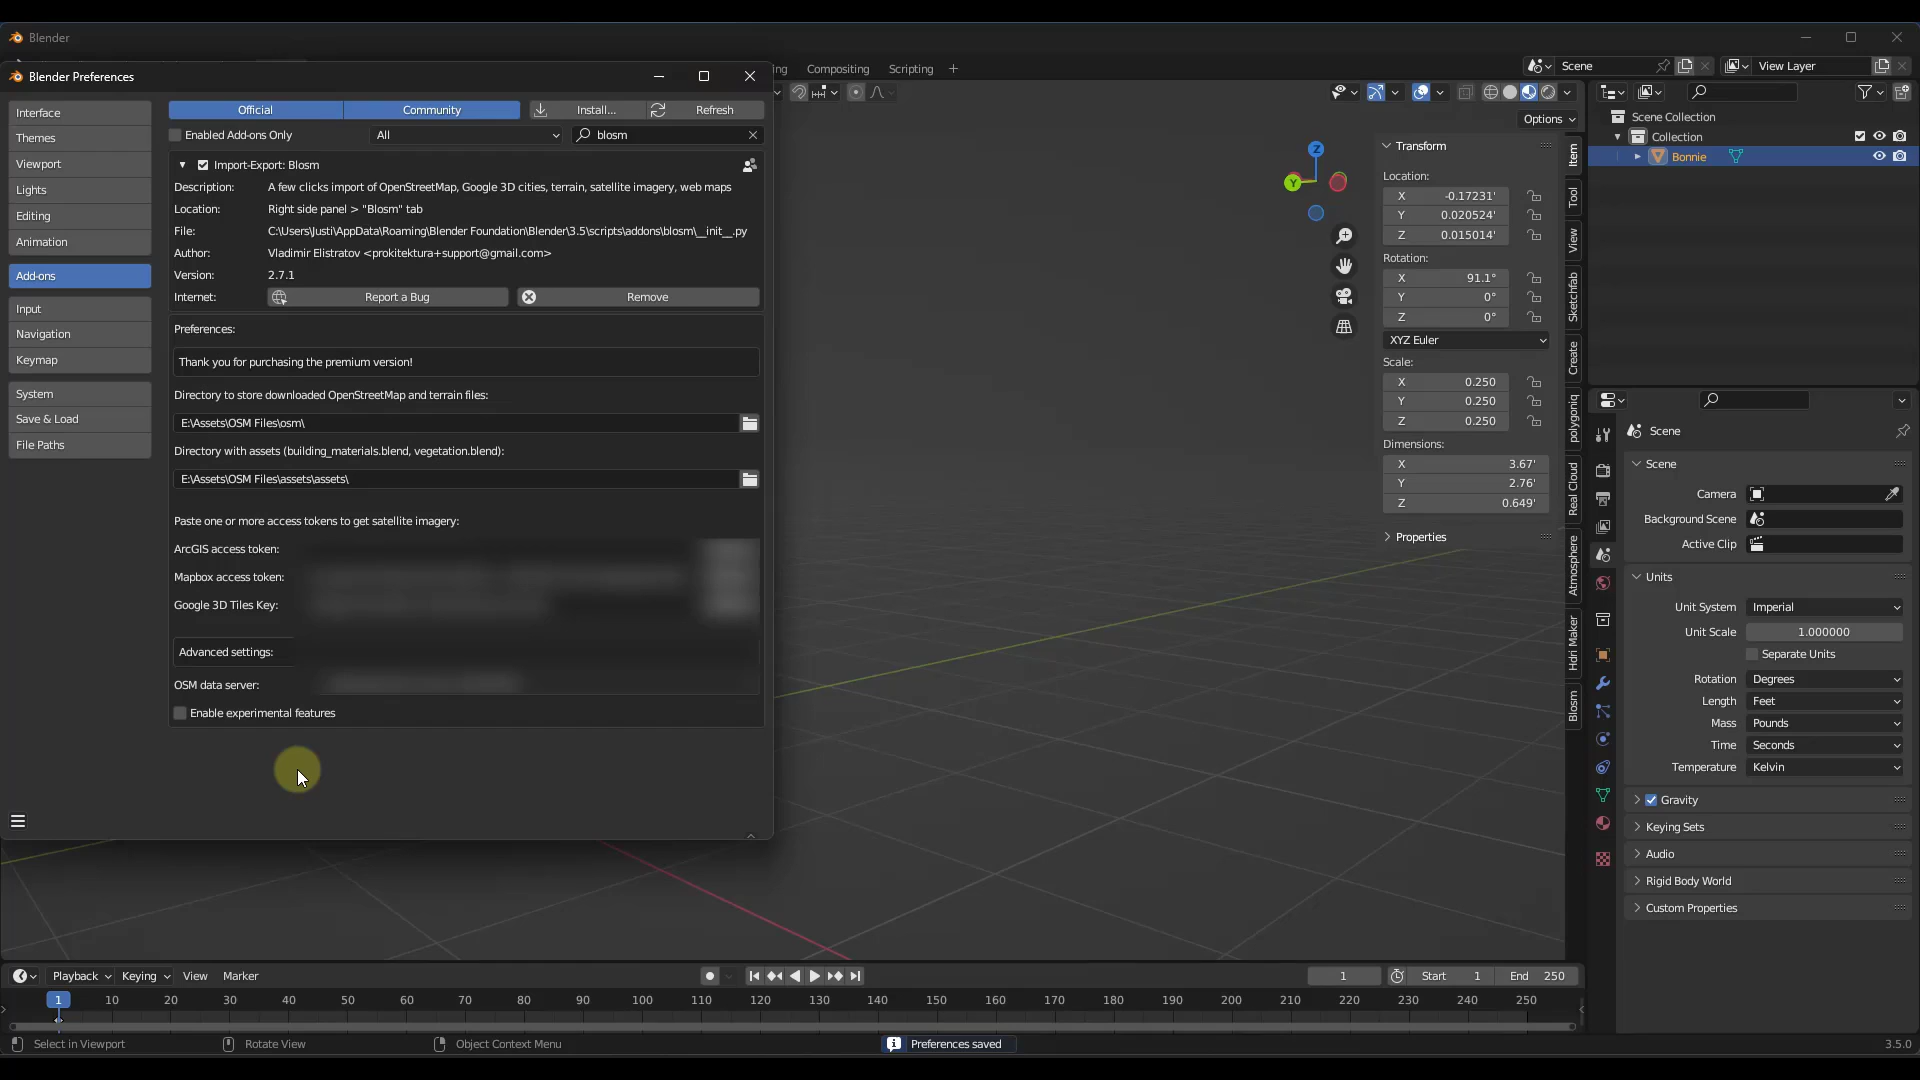 Blender
Blender Preferences
ng Compositing Scripting +
Scene
View Layer
Interface
Themes
Viewport
Lights
Editing
Animation
Add-ons
Input
Navigation
Keymap
System
Save & Load
File Paths
Official Community Install... Refresh
Enabled Add-ons Only All blosm
Import-Export: Blosm
Description: A few clicks import of OpenStreetMap, Google 3D cities, terrain, satellite imagery, web maps
Location: Right side panel > "Blosm" tab
File: C:\Users\Justi\AppData\Roaming\Blender Foundation\Blender\3.5\scripts\addons\blosm\__init__.py
Author: Vladimir Elistratov <prokitektura+support@gmail.com>
Version: 2.7.1
Internet: Report a Bug Remove
Preferences:
Thank you for purchasing the premium version!
Directory to store downloaded OpenStreetMap and terrain files:
E:\Assets\OSM Files\osm\
Directory with assets (building_materials.blend, vegetation.blend):
E:\Assets\OSM Files\assets\assets\
Paste one or more access tokens to get satellite imagery:
ArcGIS access token:
Mapbox access token:
Google 3D Tiles Key:
Advanced settings:
OSM data server:
Enable experimental features
Options
Z
Y
Transform
Location:
X -0.17231'
Y 0.020524'
Z 0.015014'
Rotation:
X 91.1°
Y 0°
Z 0°
XYZ Euler
Scale:
X 0.250
Y 0.250
Z 0.250
Dimensions:
X 3.67'
Y 2.76'
Z 0.649'
Properties
Item
Tool
View
Sketchfab
Create
polygoniq
Real Cloud
Atmosphere
Hdri Maker
Blosm
Scene Collection
Collection
Bonnie
Scene
Scene
Camera
Background Scene
Active Clip
Units
Unit System Imperial
Unit Scale 1.000000
Separate Units
Rotation Degrees
Length Feet
Mass Pounds
Time Seconds
Temperature Kelvin
Gravity
Keying Sets
Audio
Rigid Body World
Custom Properties
Playback Keying View Marker 1 Start 1 End 250
1 10 20 30 40 50 60 70 80 90 100 110 120 130 140 150 160 170 180 190 200 210 220 230 240 250
Select in Viewport Rotate View Object Context Menu Preferences saved 3.5.0